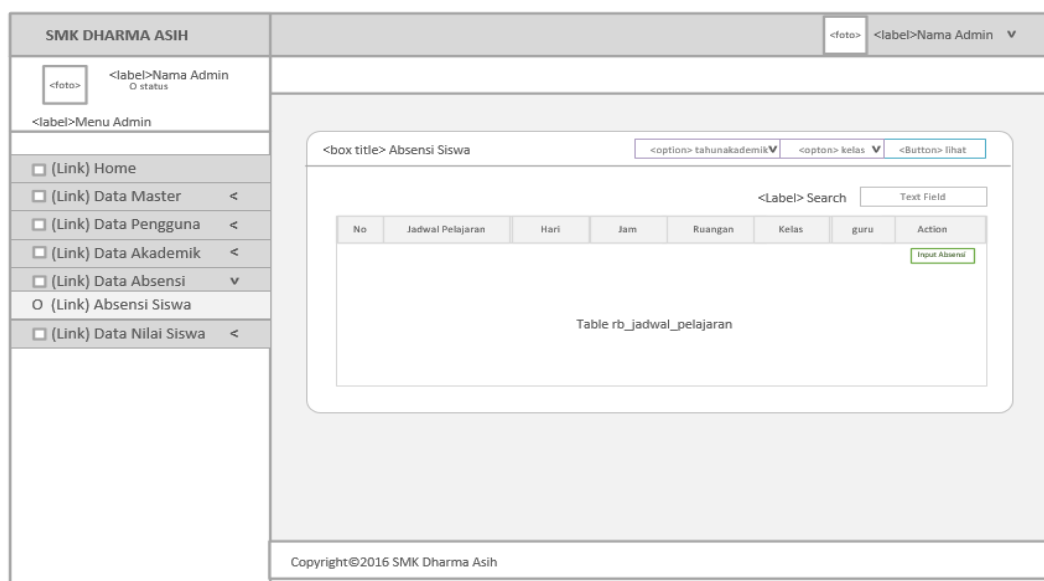 SMK DHARMA ASIH
<foto> <label>Nama Admin v
<foto> <label>Nama Admin
O status
<label>Menu Admin
(Link) Home
(Link) Data Master <
(Link) Data Pengguna <
(Link) Data Akademik <
(Link) Data Absensi v
O (Link) Absensi Siswa
(Link) Data Nilai Siswa <
<box title> Absensi Siswa <option> tahunakademik v <opton> kelas v <Button> lihat
<Label> Search Text Field
No Jadwal Pelajaran Hari Jam Ruangan Kelas guru Action
Input Absensi
Table rb_jadwal_pelajaran
Copyright©2016 SMK Dharma Asih